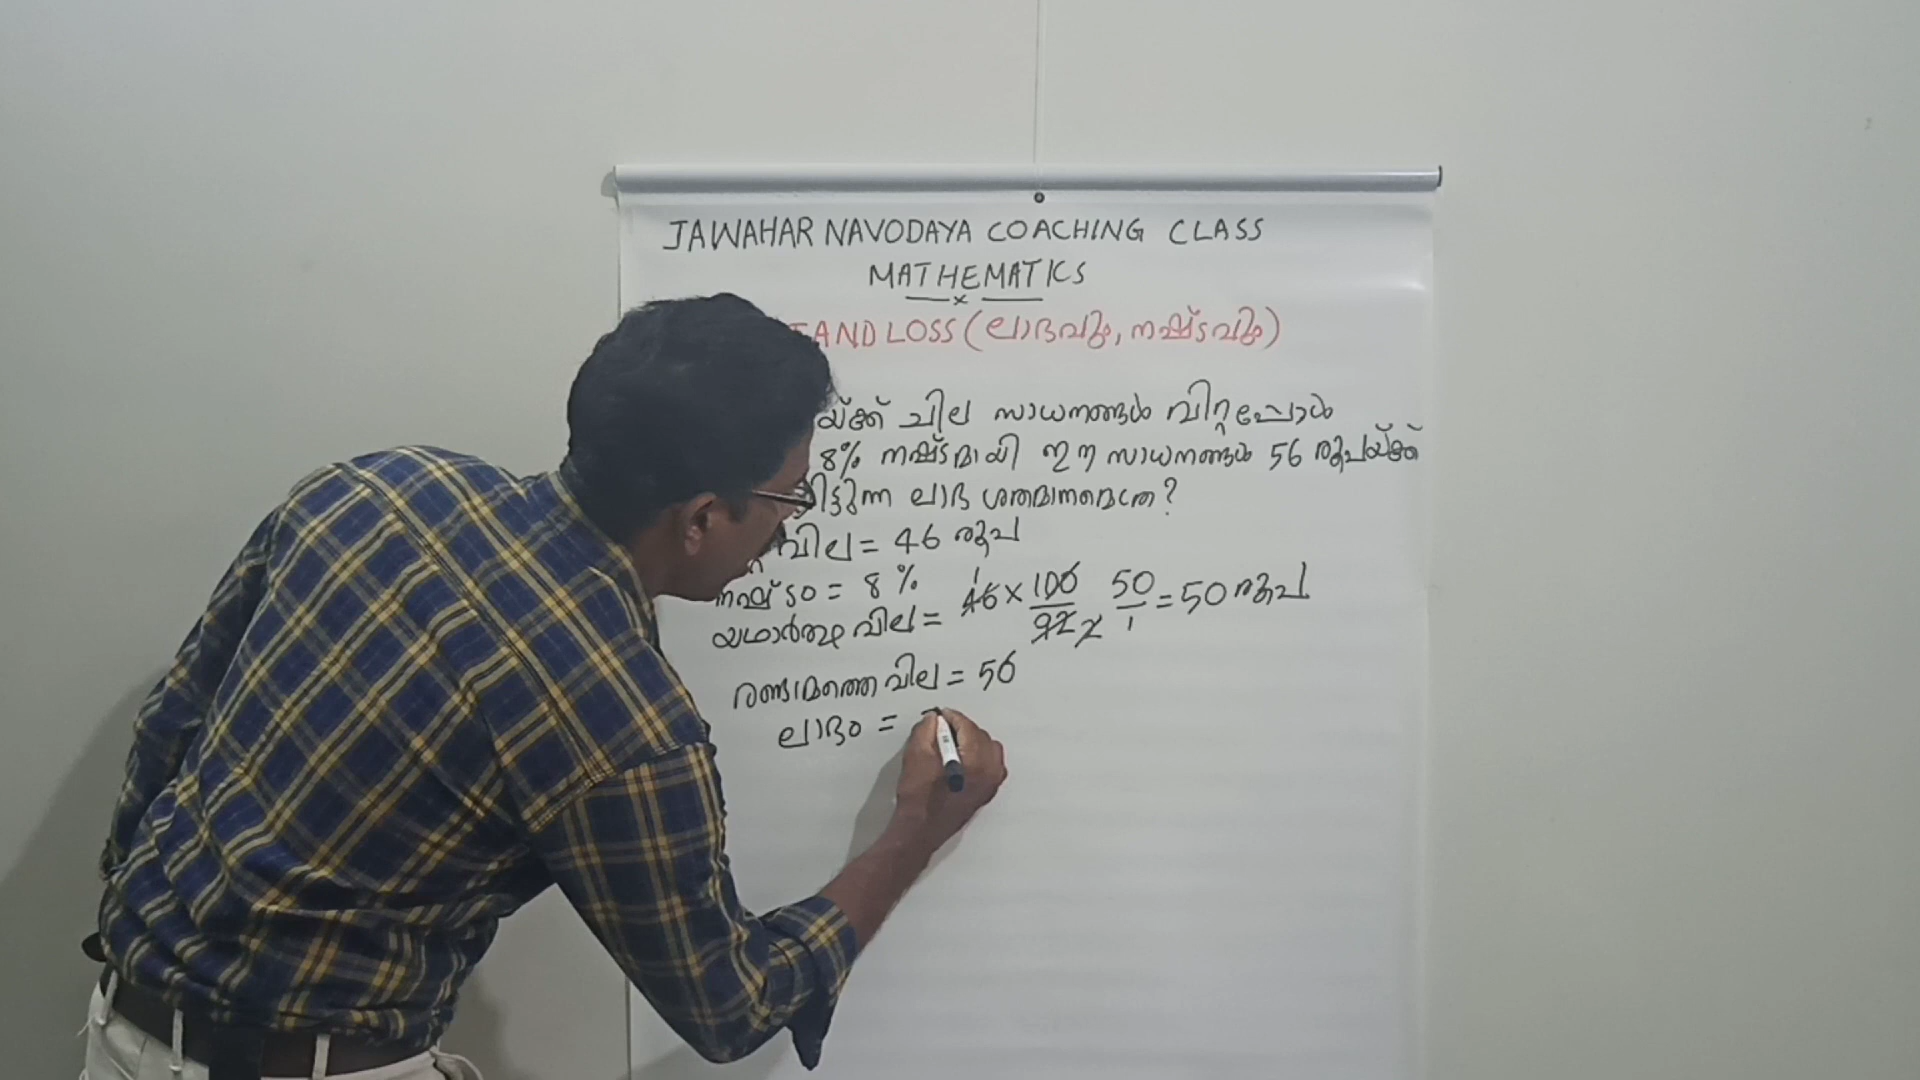 JAWAHAR NAVODAYA COACHING CLASS
MATHEMATICS
AND LOSS (ലാഭവും, നഷ്ടവും)
ചില സാധനങ്ങൾ വിറ്റപ്പോൾ
8% നഷ്ടമായി ഈ സാധനങ്ങൾ 56 രൂപയ്ക്ക്
ലാഭ ശതമാനമെത്ര?
വില = 46 രൂപ
നഷ്ടം = 8 %
യഥാർത്ഥ വില = 46 × 100/92 2 50/1 = 50 രൂപ
രണ്ടാമത്തെ വില = 56
ലാഭം =